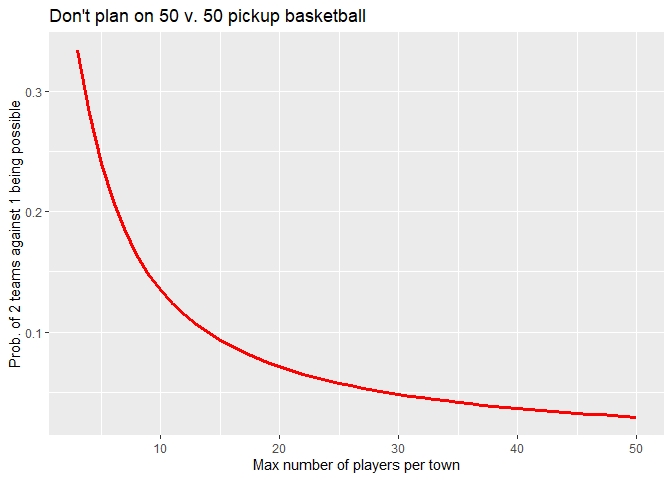 Don't plan on 50 v. 50 pickup basketball
Prob. of 2 teams against 1 being possible
0.3
0.2
0.1
10 20 30 40 50
Max number of players per town